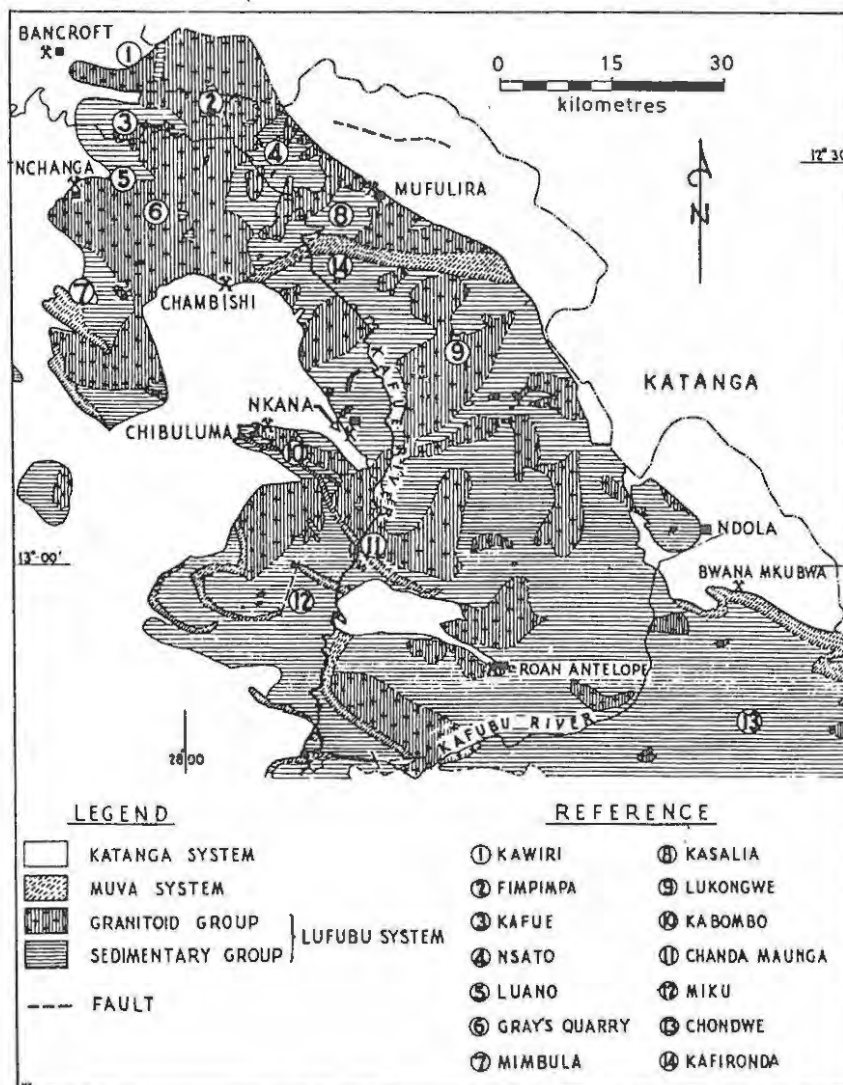 BANCROFT
0 15 30
kilometres
N
12°30'
NCHANGA
MUFULIRA
CHAMBISHI
KATANGA
KAFUE RIVER
NKANA
CHIBULUMA
NDOLA
13°00'
BWANA MKUBWA
ROAN ANTELOPE
KAFUBU RIVER
28°00
① ② ③ ④ ⑤ ⑥ ⑦ ⑧ ⑨ ⑩ ⑪ ⑫ ⑬ ⑭
LEGEND
KATANGA SYSTEM
MUVA SYSTEM
GRANITOID GROUP
SEDIMENTARY GROUP
LUFUBU SYSTEM
FAULT
REFERENCE
① KAWIRI
② FIMPIMPA
③ KAFUE
④ NSATO
⑤ LUANO
⑥ GRAY'S QUARRY
⑦ MIMBULA
⑧ KASALIA
⑨ LUKONGWE
⑩ KABOMBO
⑪ CHANDA MAUNGA
⑫ MIKU
⑬ CHONDWE
⑭ KAFIRONDA